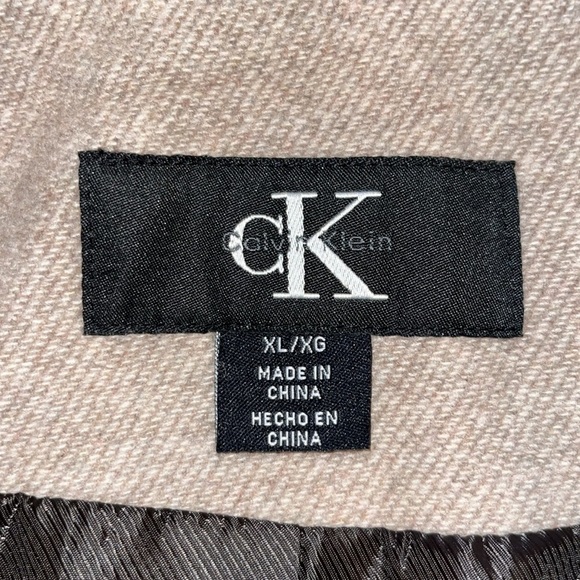 cK
Calvin Klein
XL/XG
MADE IN
CHINA
HECHO EN
CHINA